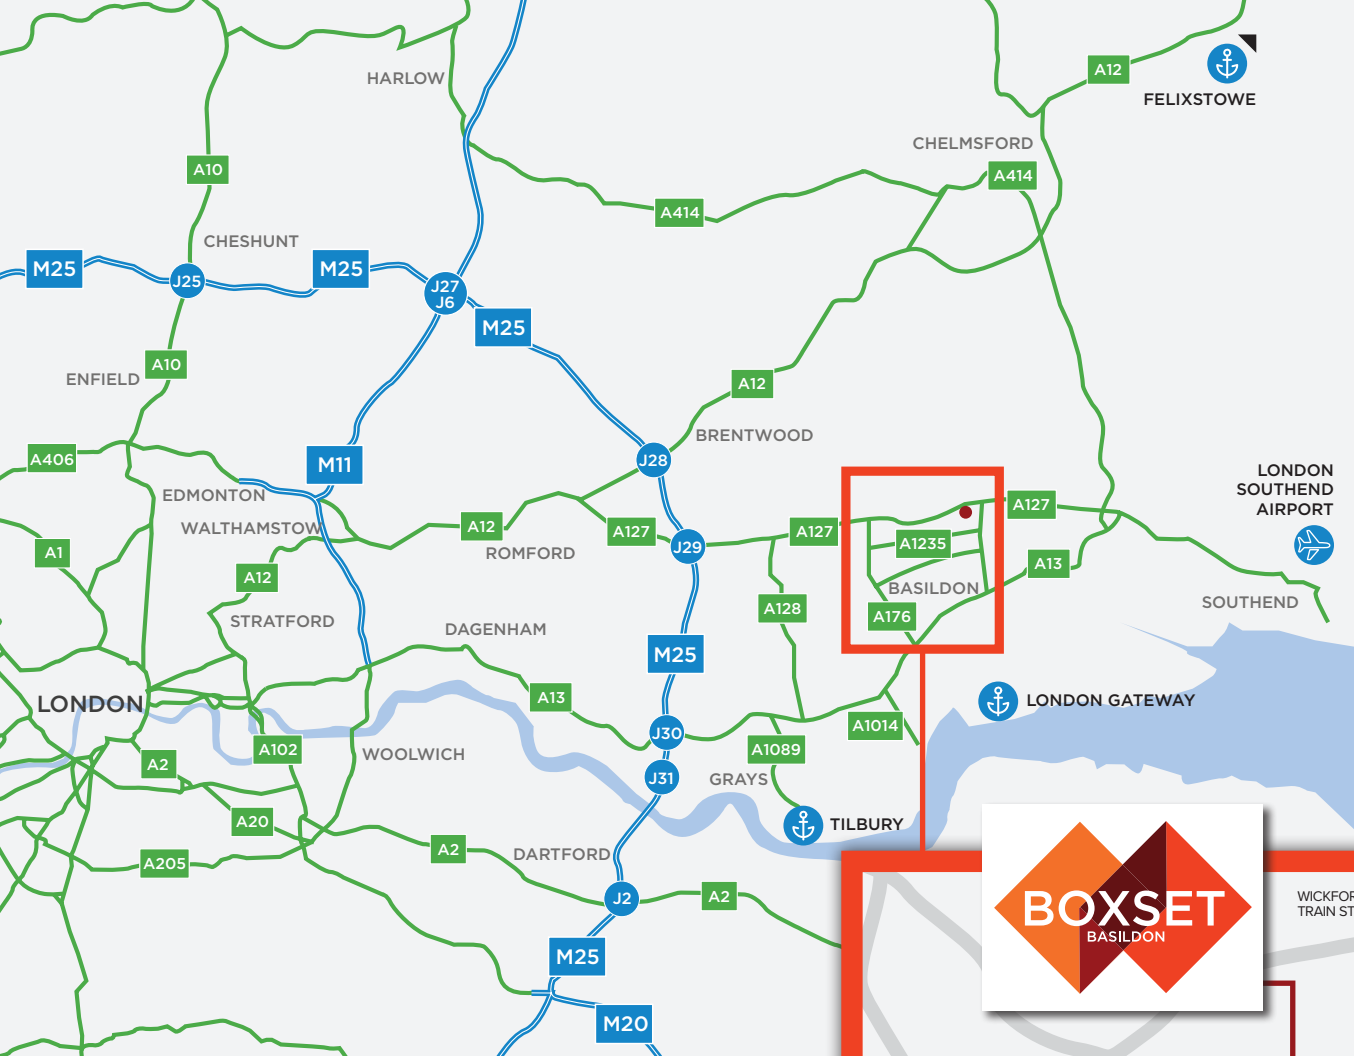 HARLOW
A12
FELIXSTOWE
CHELMSFORD
A10
A414
A414
CHESHUNT
M25
M25
J25
J27
J6
M25
ENFIELD
A10
A12
BRENTWOOD
A406
M11
J28
LONDON
SOUTHEND
AIRPORT
EDMONTON
WALTHAMSTOW
A12
ROMFORD
A127
J29
A127
A127
A1235
A1
A12
A13
BASILDON
A128
A176
SOUTHEND
STRATFORD
DAGENHAM
M25
LONDON
A13
LONDON GATEWAY
A1014
J30
A102
WOOLWICH
A1089
A2
J31
GRAYS
A20
TILBURY
A2
DARTFORD
A205
J2
A2
WICKFOR
TRAIN ST
BOXSET
BASILDON
M25
M20